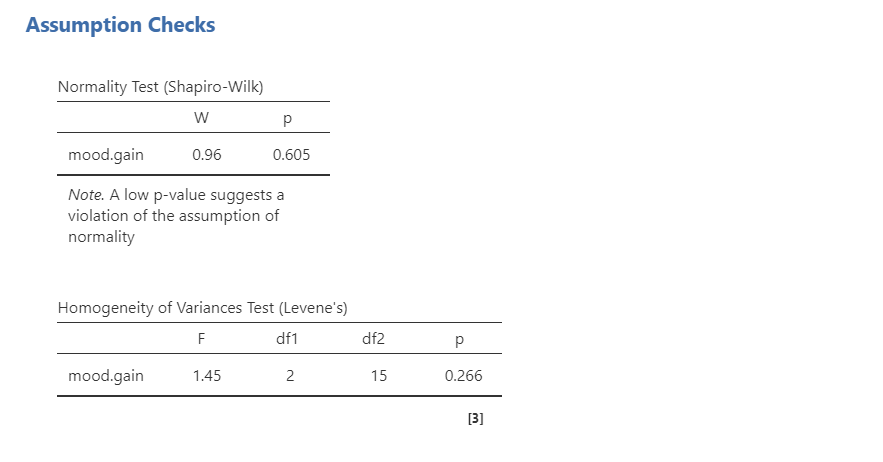 Assumption Checks
Normality Test (Shapiro-Wilk)
W p
mood.gain 0.96 0.605
Note. A low p-value suggests a
violation of the assumption of
normality
Homogeneity of Variances Test (Levene's)
F df1 df2 p
mood.gain 1.45 2 15 0.266
[3]